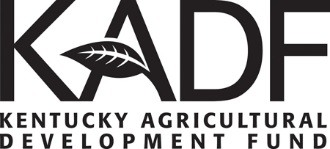 KADF
KENTUCKY AGRICULTURAL
DEVELOPMENT FUND